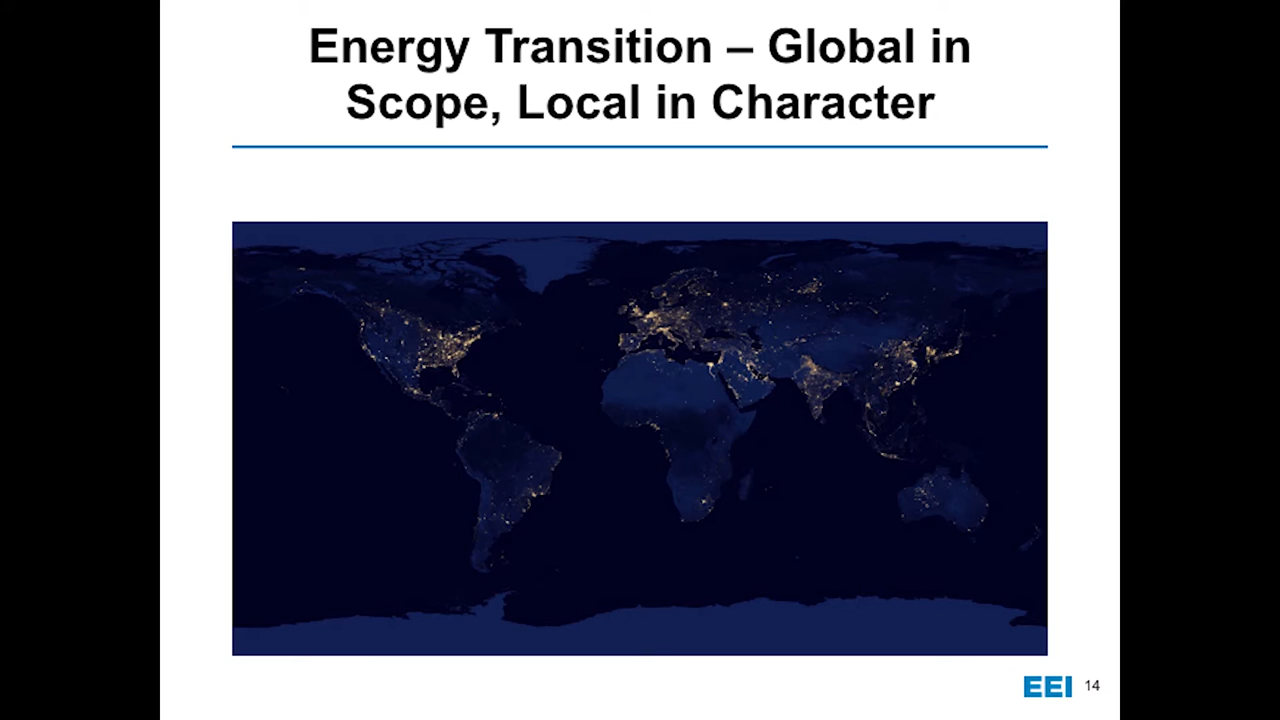 Energy Transition – Global in
Scope, Local in Character
EEI
14